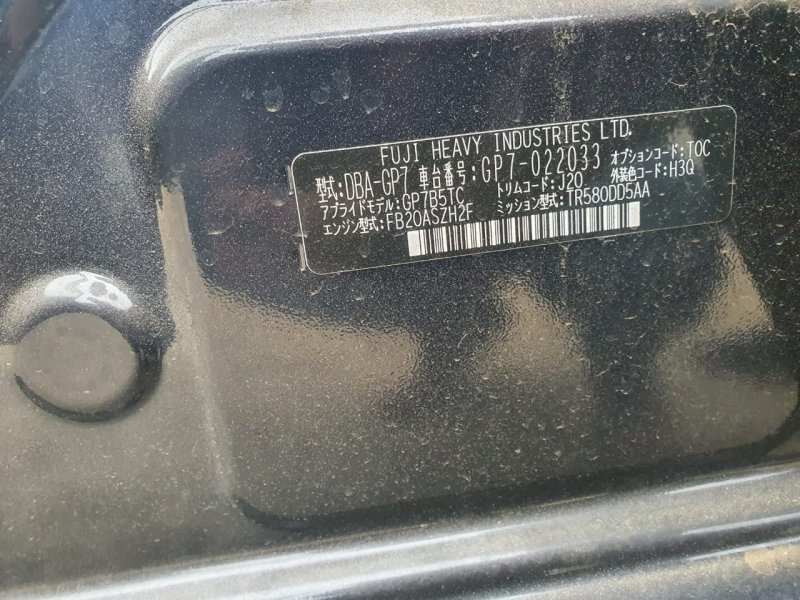 FUJI HEAVY INDUSTRIES LTD.
型式:DBA-GP7 車台番号:GP7-022033 オプションコード:TOC
アプライドモデル:GP7B5TC トリムコード:J20 外装色コード:H3Q
エンジン型式:FB20ASZH2F ミッション型式:TR580DD5AA